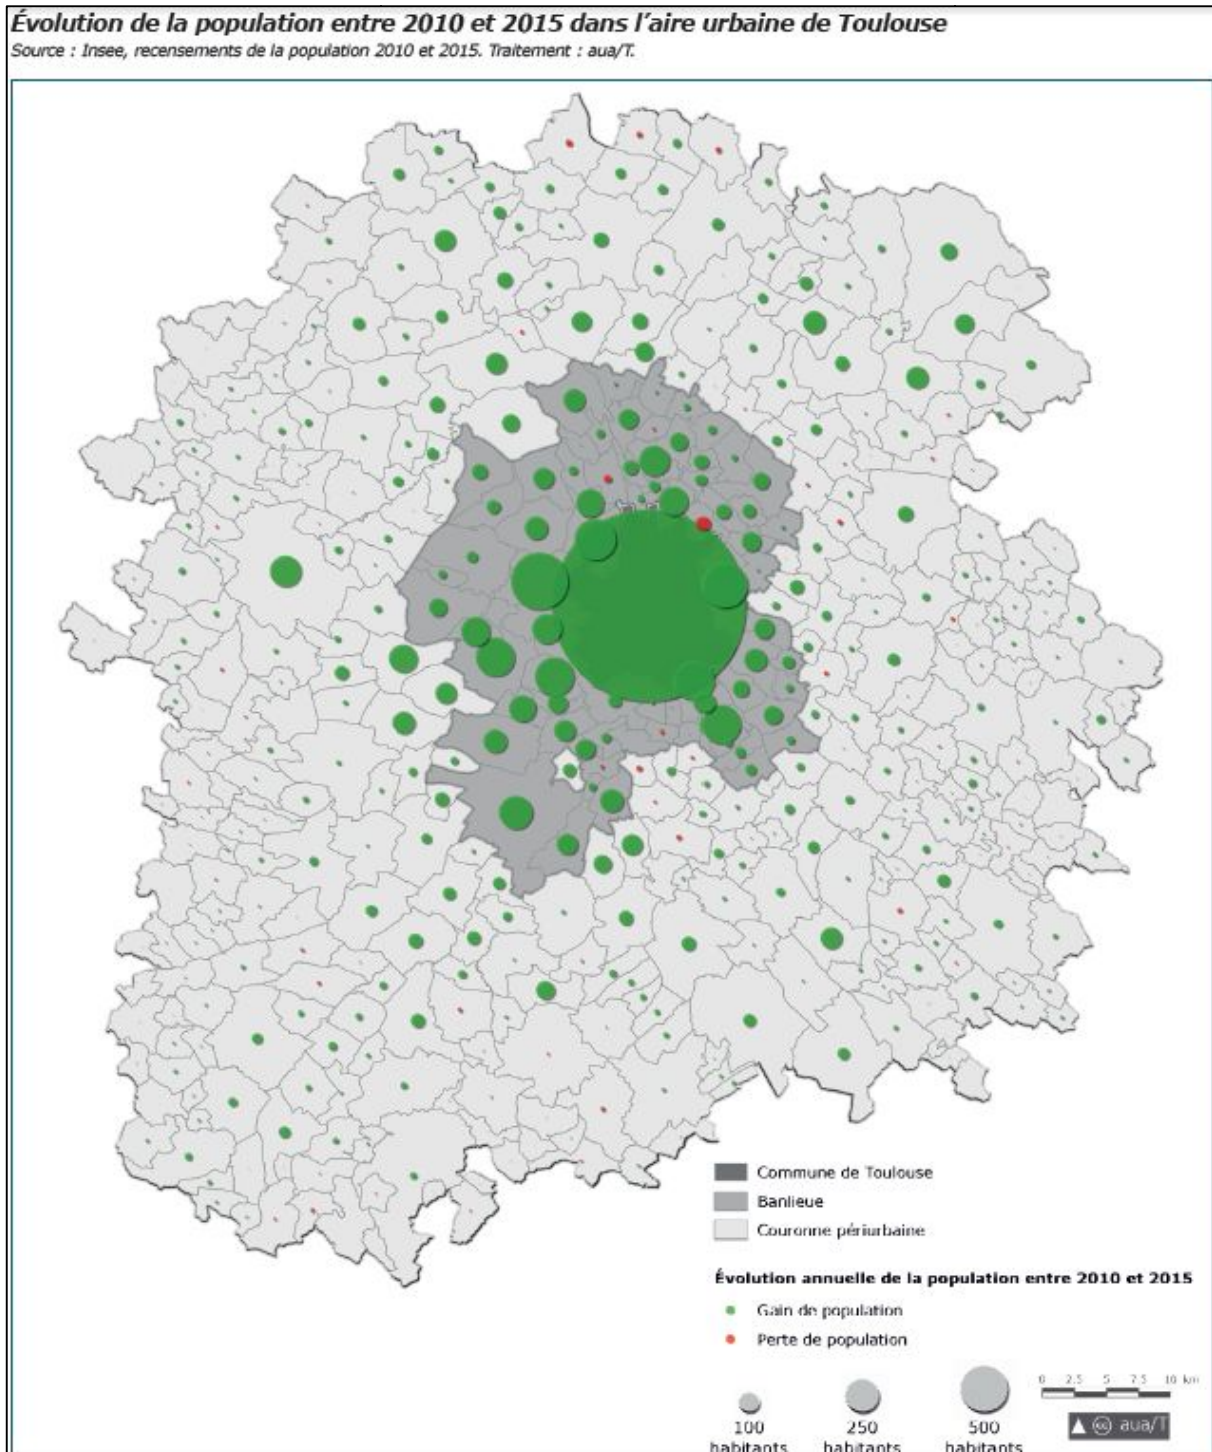 Évolution de la population entre 2010 et 2015 dans l'aire urbaine de Toulouse
Source : Insee, recensements de la population 2010 et 2015. Traitement : aua/T.
Commune de Toulouse
Banlieue
Couronne périurbaine
Évolution annuelle de la population entre 2010 et 2015
Gain de population
Perte de population
0 2.5 5 7.5 10 km
100 250 500
habitants habitants habitants
cc aua/T